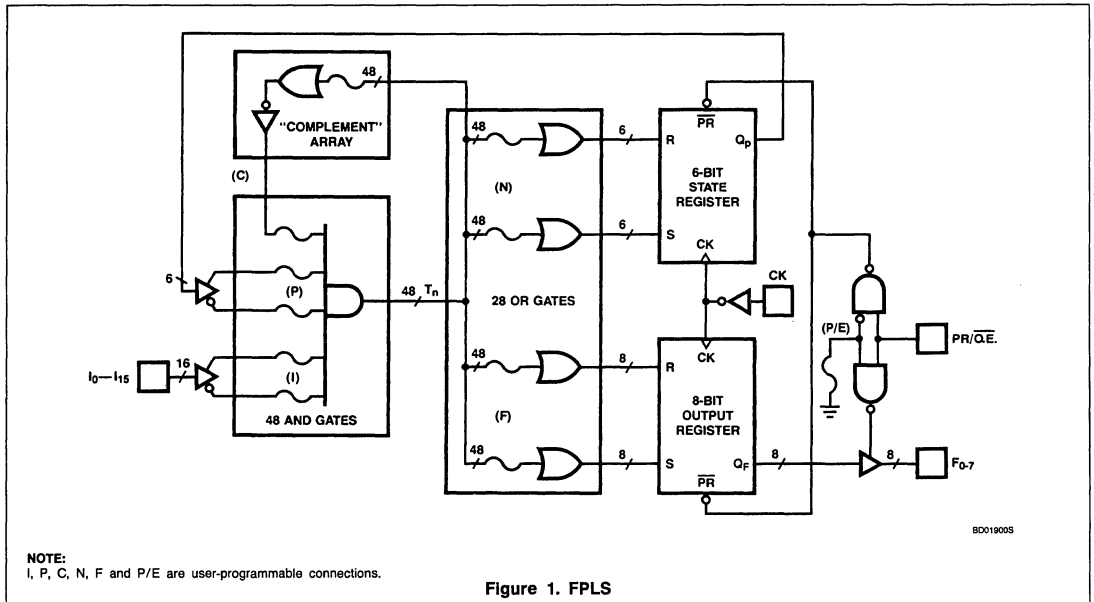 48
"COMPLEMENT"
ARRAY
(C)
6
(P)
I0—I15
16
(I)
48 AND GATES
48 Tn
48
(N)
6
48
6
28 OR GATES
48
8
(F)
48
8
PR
R
Qp
6-BIT
STATE
REGISTER
S
CK
CK
CK
R
8-BIT
OUTPUT
REGISTER
S
QF
PR
8
8
(P/E)
PR/O.E.
F0-7
BD01900S
NOTE:
I, P, C, N, F and P/E are user-programmable connections.
Figure 1. FPLS